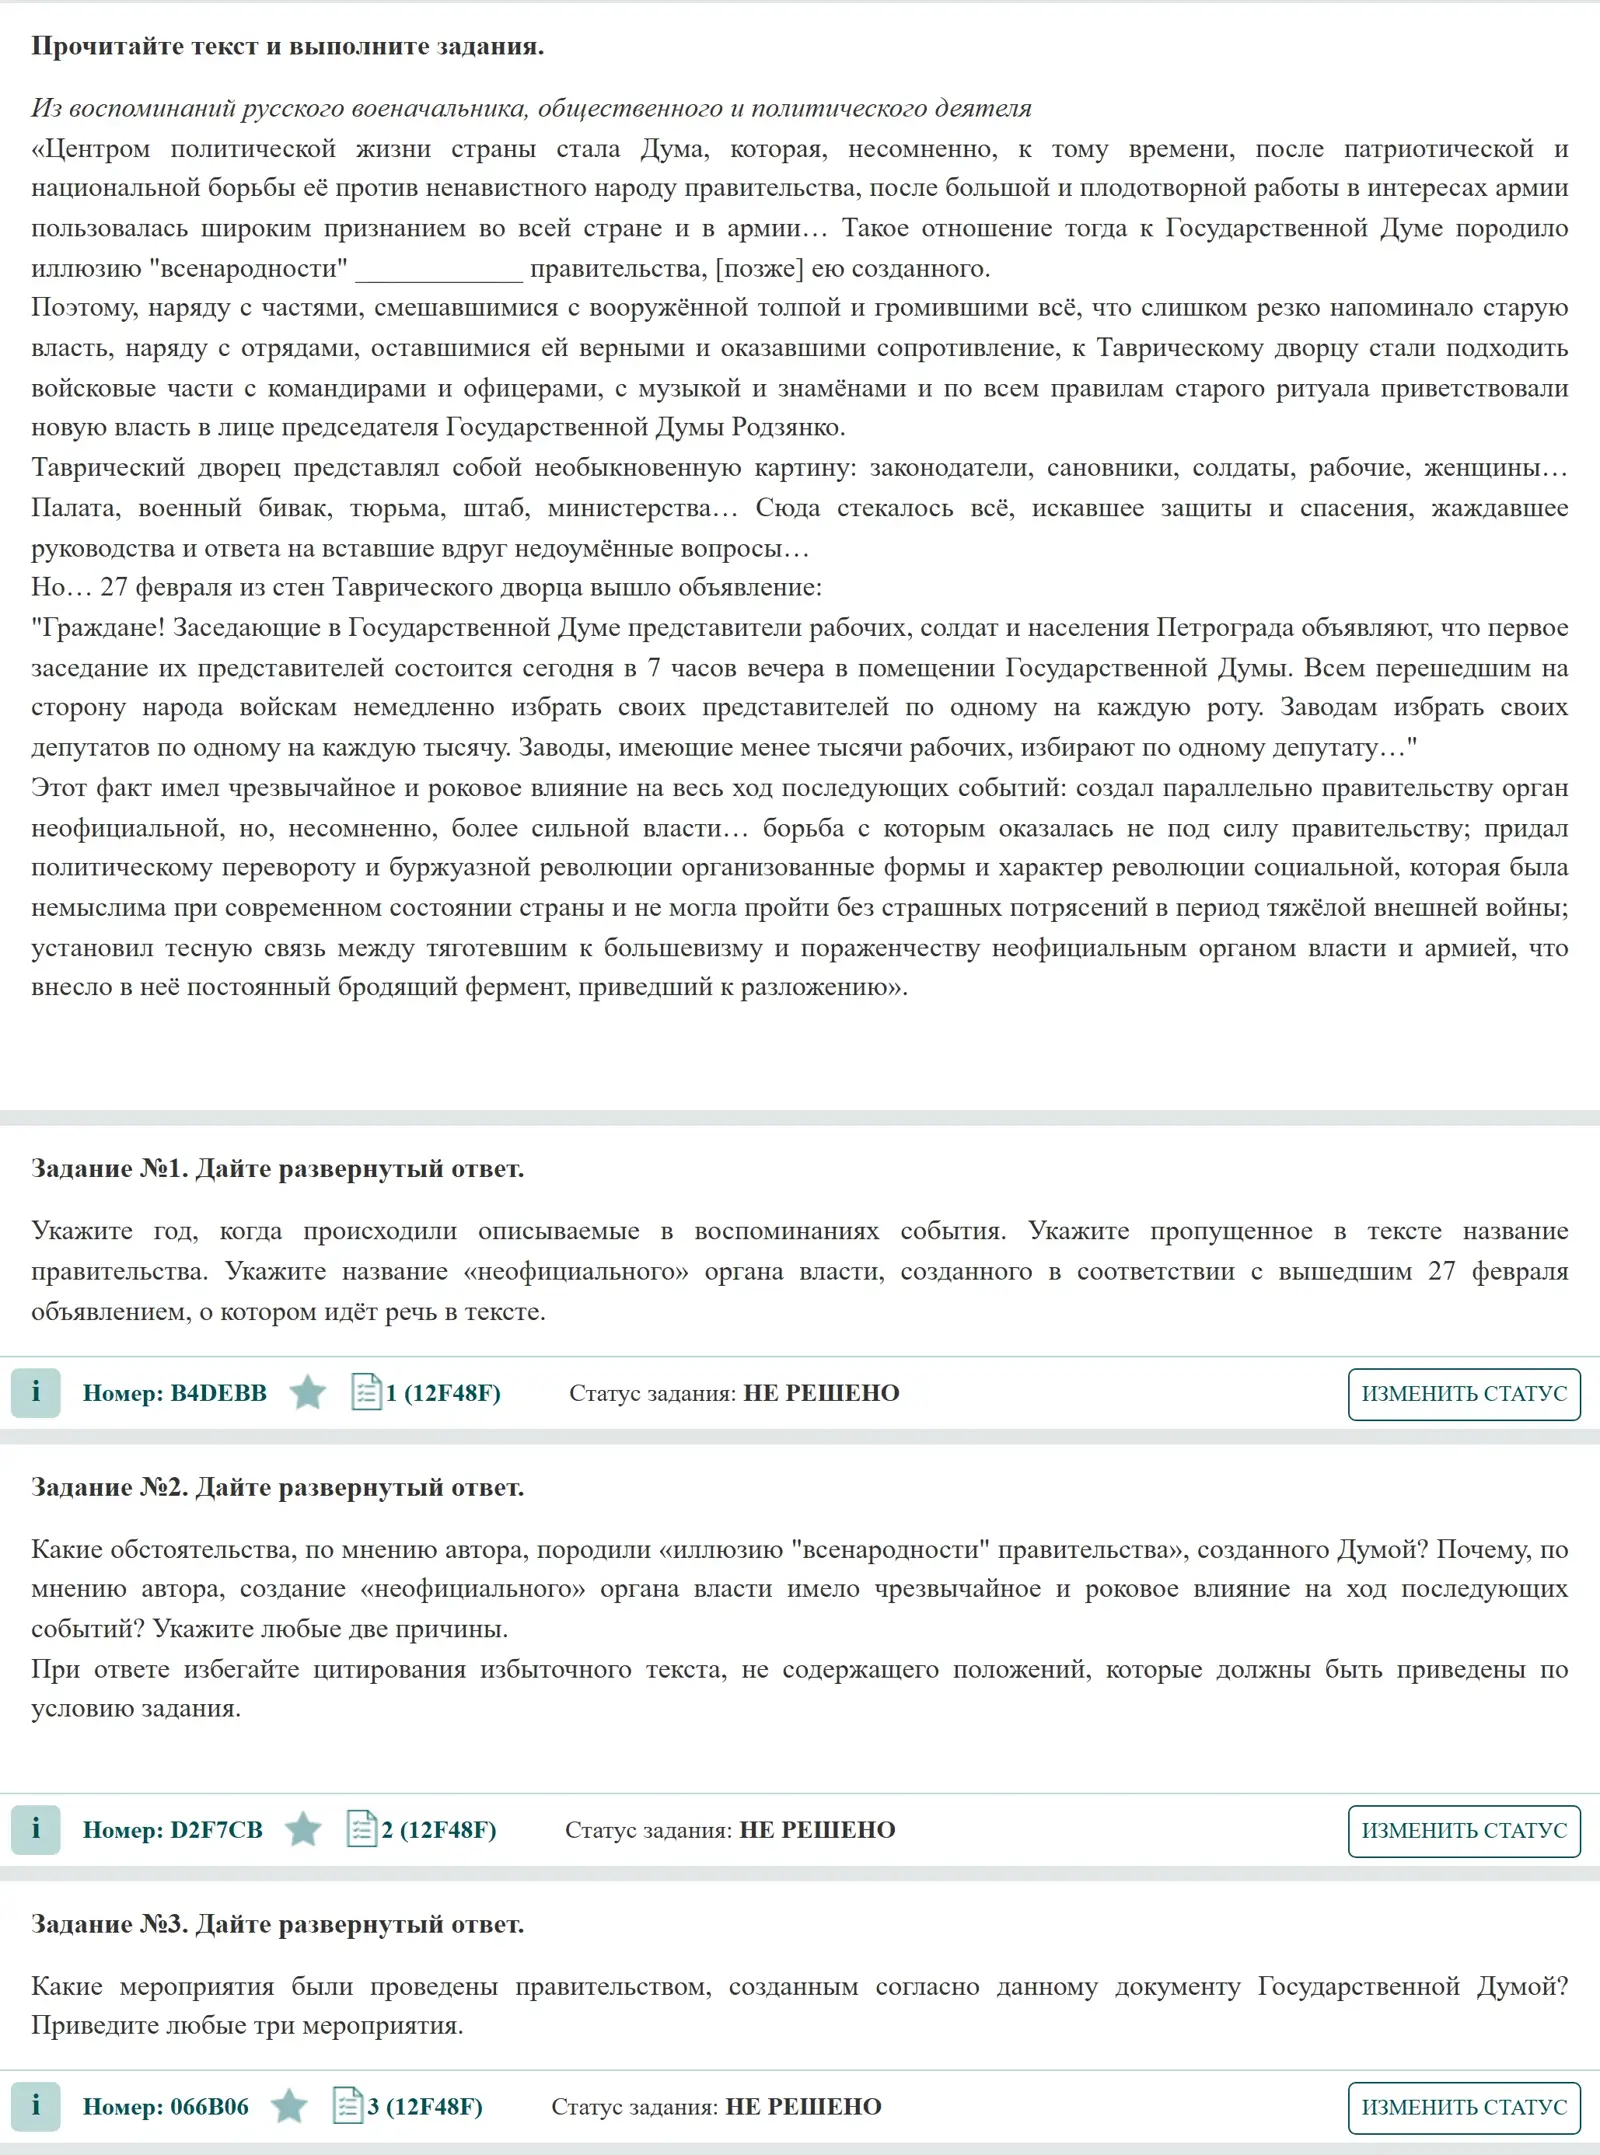 Прочитайте текст и выполните задания.
Из воспоминаний русского военачальника, общественного и политического деятеля
«Центром политической жизни страны стала Дума, которая, несомненно, к тому времени, после патриотической и
национальной борьбы её против ненавистного народу правительства, после большой и плодотворной работы в интересах армии
пользовалась широким признанием во всей стране и в армии… Такое отношение тогда к Государственной Думе породило
иллюзию "всенародности" ____________ правительства, [позже] ею созданного.
Поэтому, наряду с частями, смешавшимися с вооружённой толпой и громившими всё, что слишком резко напоминало старую
власть, наряду с отрядами, оставшимися ей верными и оказавшими сопротивление, к Таврическому дворцу стали подходить
войсковые части с командирами и офицерами, с музыкой и знамёнами и по всем правилам старого ритуала приветствовали
новую власть в лице председателя Государственной Думы Родзянко.
Таврический дворец представлял собой необыкновенную картину: законодатели, сановники, солдаты, рабочие, женщины…
Палата, военный бивак, тюрьма, штаб, министерства… Сюда стекалось всё, искавшее защиты и спасения, жаждавшее
руководства и ответа на вставшие вдруг недоумённые вопросы…
Но… 27 февраля из стен Таврического дворца вышло объявление:
"Граждане! Заседающие в Государственной Думе представители рабочих, солдат и населения Петрограда объявляют, что первое
заседание их представителей состоится сегодня в 7 часов вечера в помещении Государственной Думы. Всем перешедшим на
сторону народа войскам немедленно избрать своих представителей по одному на каждую роту. Заводам избрать своих
депутатов по одному на каждую тысячу. Заводы, имеющие менее тысячи рабочих, избирают по одному депутату…"
Этот факт имел чрезвычайное и роковое влияние на весь ход последующих событий: создал параллельно правительству орган
неофициальной, но, несомненно, более сильной власти… борьба с которым оказалась не под силу правительству; придал
политическому перевороту и буржуазной революции организованные формы и характер революции социальной, которая была
немыслима при современном состоянии страны и не могла пройти без страшных потрясений в период тяжёлой внешней войны;
установил тесную связь между тяготевшим к большевизму и пораженчеству неофициальным органом власти и армией, что
внесло в неё постоянный бродящий фермент, приведший к разложению».
Задание №1. Дайте развернутый ответ.
Укажите год, когда происходили описываемые в воспоминаниях события. Укажите пропущенное в тексте название
правительства. Укажите название «неофициального» органа власти, созданного в соответствии с вышедшим 27 февраля
объявлением, о котором идёт речь в тексте.
i Номер: B4DEBB 1 (12F48F) Статус задания: НЕ РЕШЕНО ИЗМЕНИТЬ СТАТУС
Задание №2. Дайте развернутый ответ.
Какие обстоятельства, по мнению автора, породили «иллюзию "всенародности" правительства», созданного Думой? Почему, по
мнению автора, создание «неофициального» органа власти имело чрезвычайное и роковое влияние на ход последующих
событий? Укажите любые две причины.
При ответе избегайте цитирования избыточного текста, не содержащего положений, которые должны быть приведены по
условию задания.
i Номер: D2F7CB 2 (12F48F) Статус задания: НЕ РЕШЕНО ИЗМЕНИТЬ СТАТУС
Задание №3. Дайте развернутый ответ.
Какие мероприятия были проведены правительством, созданным согласно данному документу Государственной Думой?
Приведите любые три мероприятия.
i Номер: 066B06 3 (12F48F) Статус задания: НЕ РЕШЕНО ИЗМЕНИТЬ СТАТУС